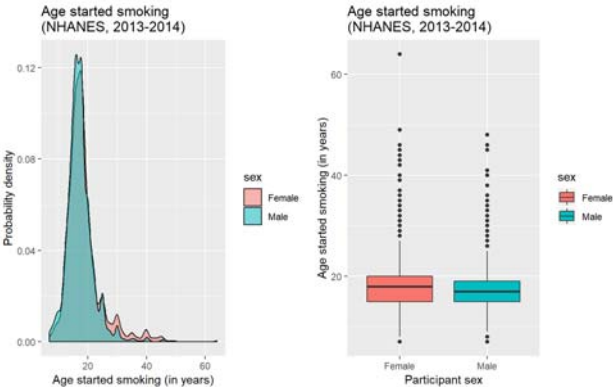 Age started smoking
(NHANES, 2013-2014)
0.12
0.08
0.04
0.00
Probability density
20
40
60
Age started smoking (in years)
sex
Female
Male
Age started smoking
(NHANES, 2013-2014)
60
40
20
Age started smoking (in years)
Female
Male
Participant sex
sex
Female
Male